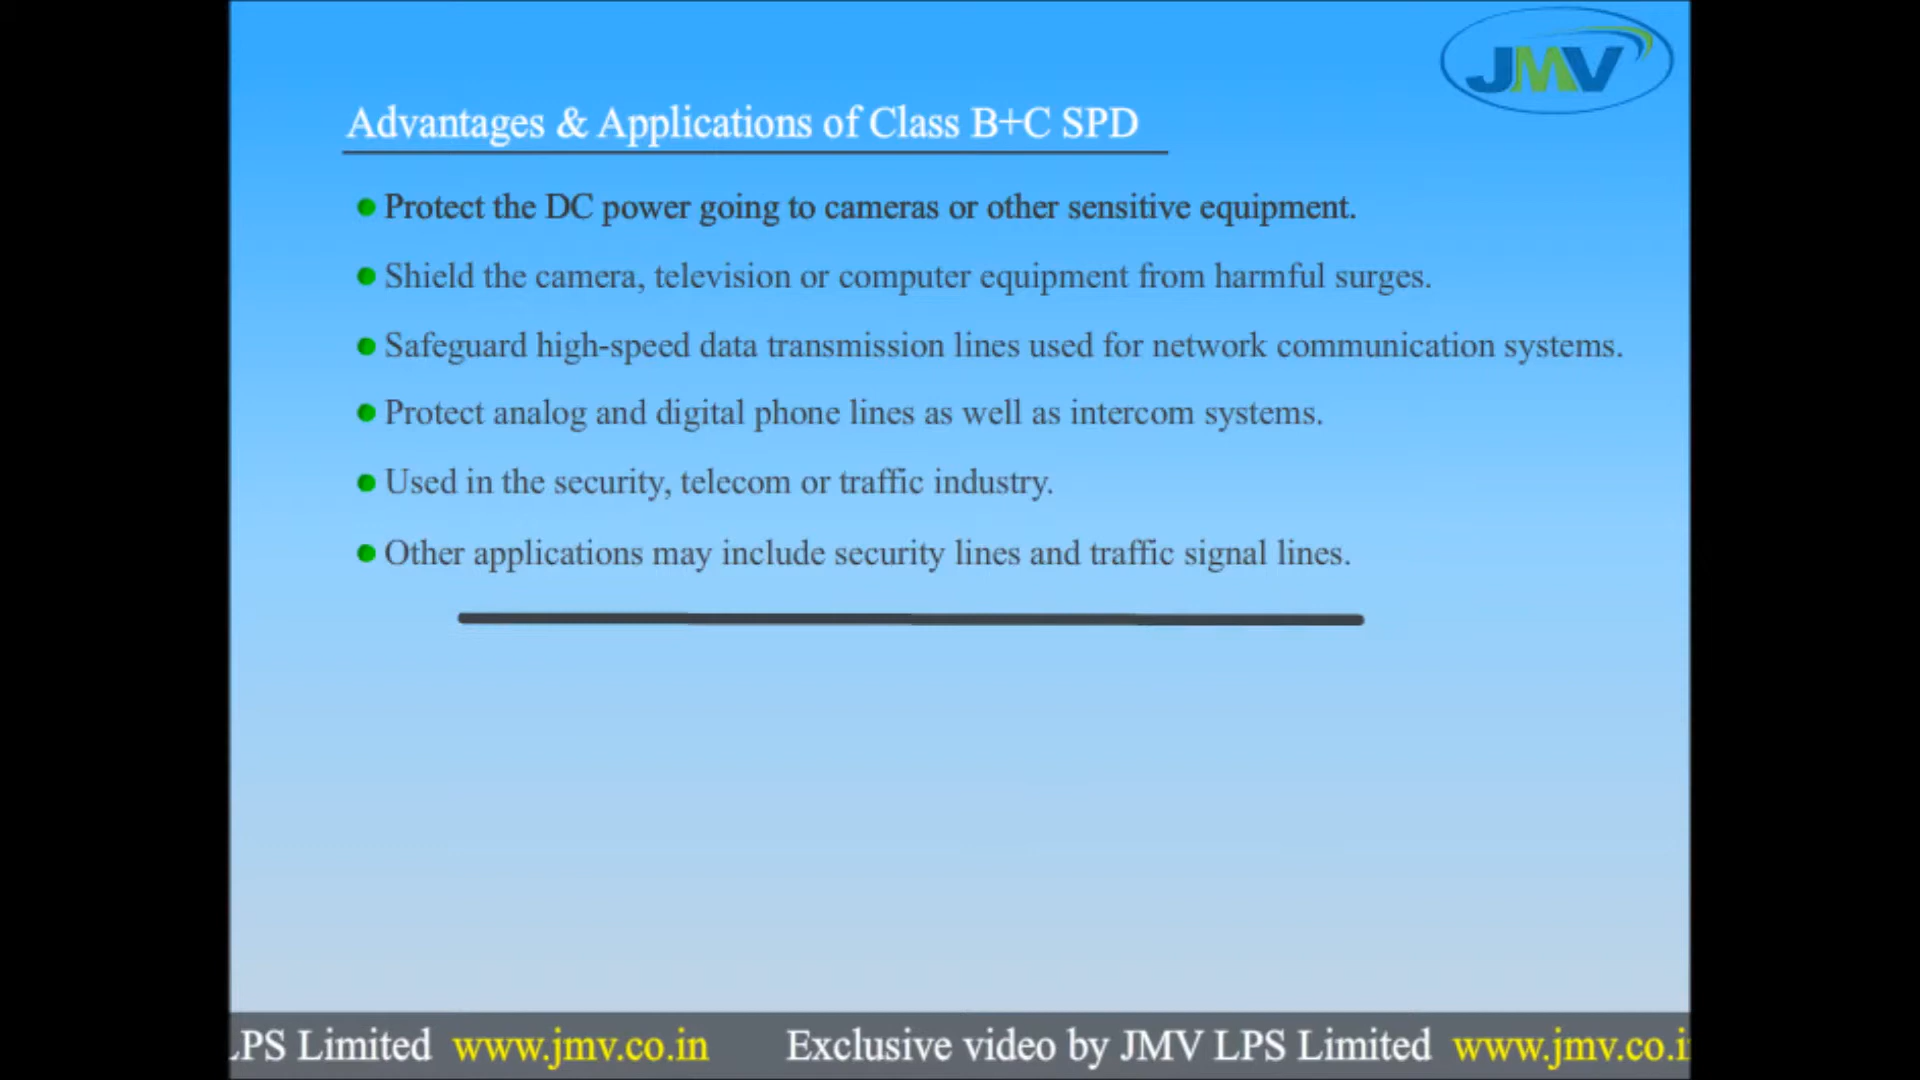 JMV
Advantages & Applications of Class B+C SPD
Protect the DC power going to cameras or other sensitive equipment.
Shield the camera, television or computer equipment from harmful surges.
Safeguard high-speed data transmission lines used for network communication systems.
Protect analog and digital phone lines as well as intercom systems.
Used in the security, telecom or traffic industry.
Other applications may include security lines and traffic signal lines.
LPS Limited www.jmv.co.in Exclusive video by JMV LPS Limited www.jmv.co.i